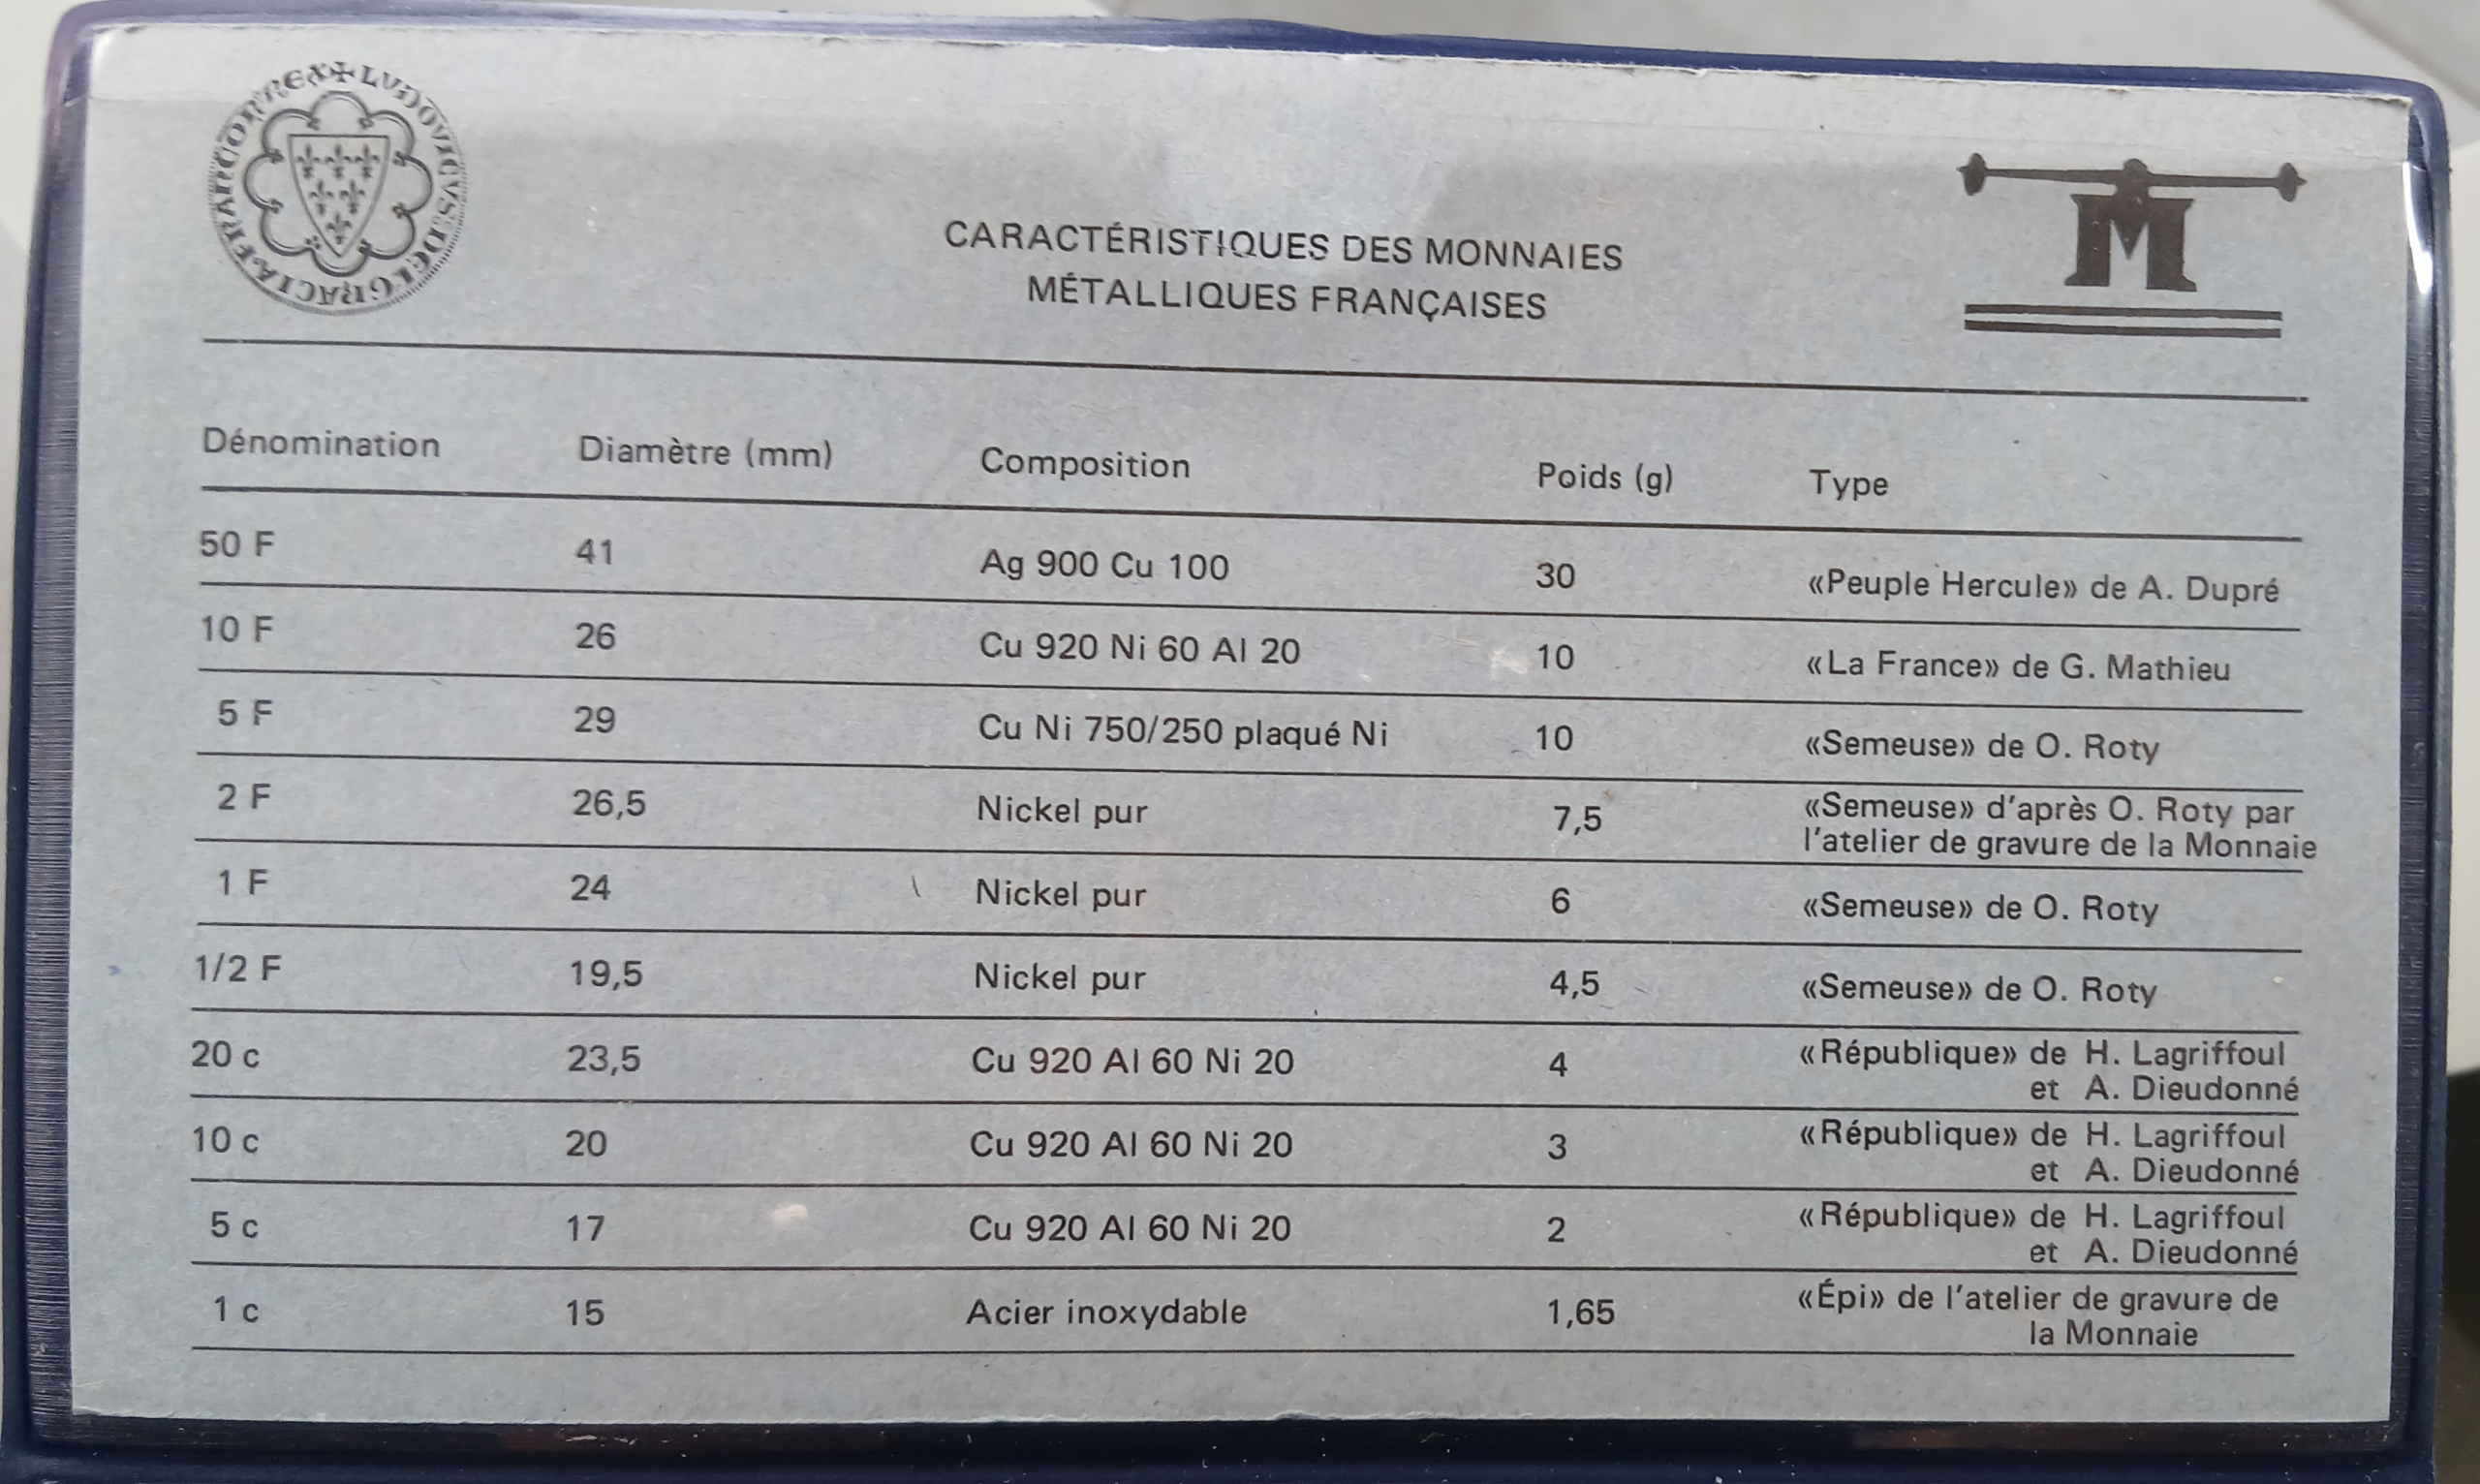 ✠ LVDOVICVS : DEI : GRACIA : FRANCORV REX
M
CARACTÉRISTIQUES DES MONNAIES
MÉTALLIQUES FRANÇAISES
Dénomination Diamètre (mm) Composition Poids (g) Type
50 F 41 Ag 900 Cu 100 30 «Peuple Hercule» de A. Dupré
10 F 26 Cu 920 Ni 60 Al 20 10 «La France» de G. Mathieu
5 F 29 Cu Ni 750/250 plaqué Ni 10 «Semeuse» de O. Roty
2 F 26,5 Nickel pur 7,5 «Semeuse» d'après O. Roty par
l'atelier de gravure de la Monnaie
1 F 24 Nickel pur 6 «Semeuse» de O. Roty
1/2 F 19,5 Nickel pur 4,5 «Semeuse» de O. Roty
20 c 23,5 Cu 920 Al 60 Ni 20 4 «République» de H. Lagriffoul
et A. Dieudonné
10 c 20 Cu 920 Al 60 Ni 20 3 «République» de H. Lagriffoul
et A. Dieudonné
5 c 17 Cu 920 Al 60 Ni 20 2 «République» de H. Lagriffoul
et A. Dieudonné
1 c 15 Acier inoxydable 1,65 «Épi» de l'atelier de gravure de
la Monnaie